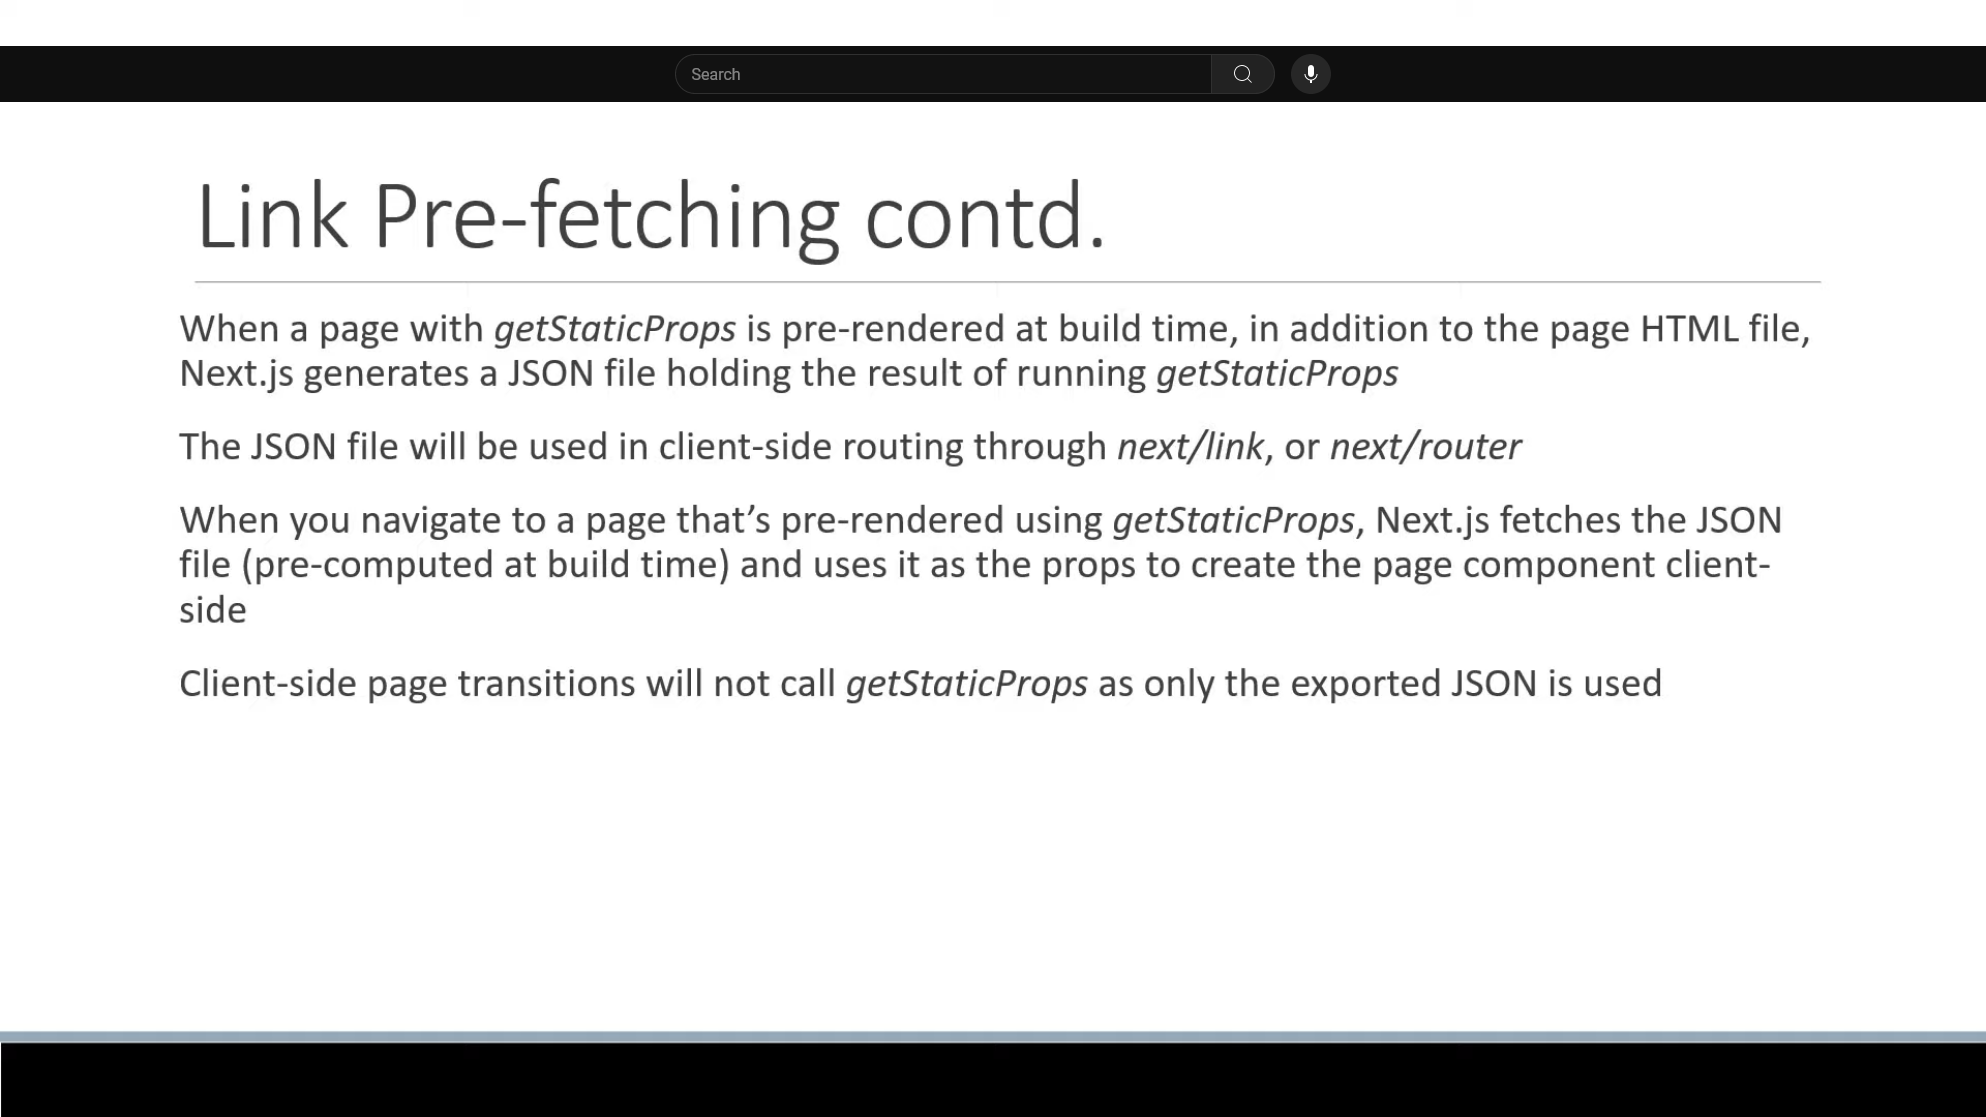 Search
Link Pre-fetching contd.
When a page with getStaticProps is pre-rendered at build time, in addition to the page HTML file,
Next.js generates a JSON file holding the result of running getStaticProps
The JSON file will be used in client-side routing through next/link, or next/router
When you navigate to a page that’s pre-rendered using getStaticProps, Next.js fetches the JSON
file (pre-computed at build time) and uses it as the props to create the page component client-
side
Client-side page transitions will not call getStaticProps as only the exported JSON is used